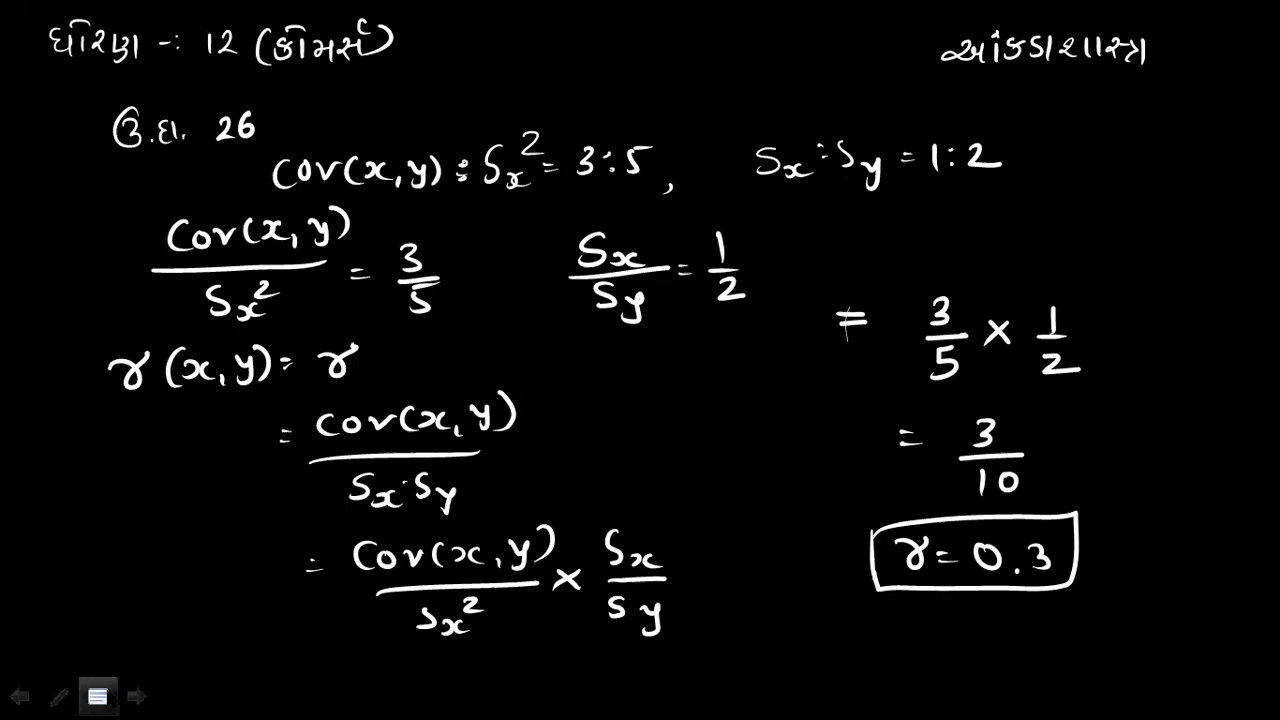 ધોરણ -: 12 (કોમર્સ)
આંકડાશાસ્ત્ર
ઉ.દા. 26
cov(x, y) : Sx² = 3:5, Sx : Sy = 1:2
Cov(x, y) / Sx² = 3/5
Sx / Sy = 1/2
r (x, y) = r
= cov(x, y) / Sx · Sy
= Cov(x, y) / Sx² × Sx / Sy
= 3/5 × 1/2
= 3/10
r = 0.3